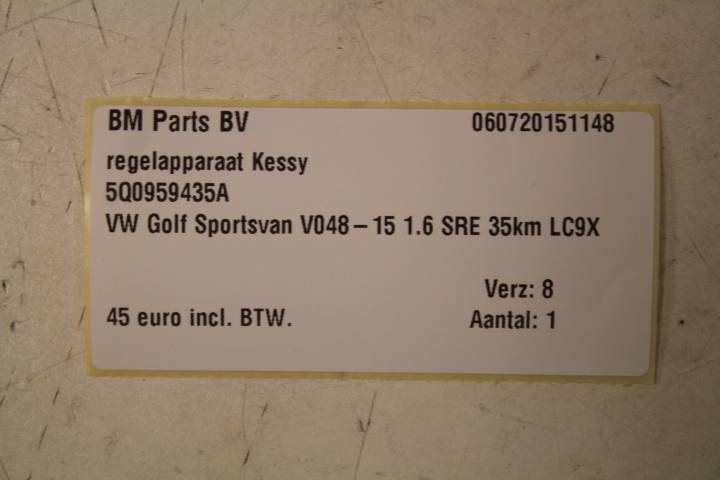 BM Parts BV 060720151148
regelapparaat Kessy
5Q0959435A
VW Golf Sportsvan V048-15 1.6 SRE 35km LC9X
Verz: 8
45 euro incl. BTW. Aantal: 1